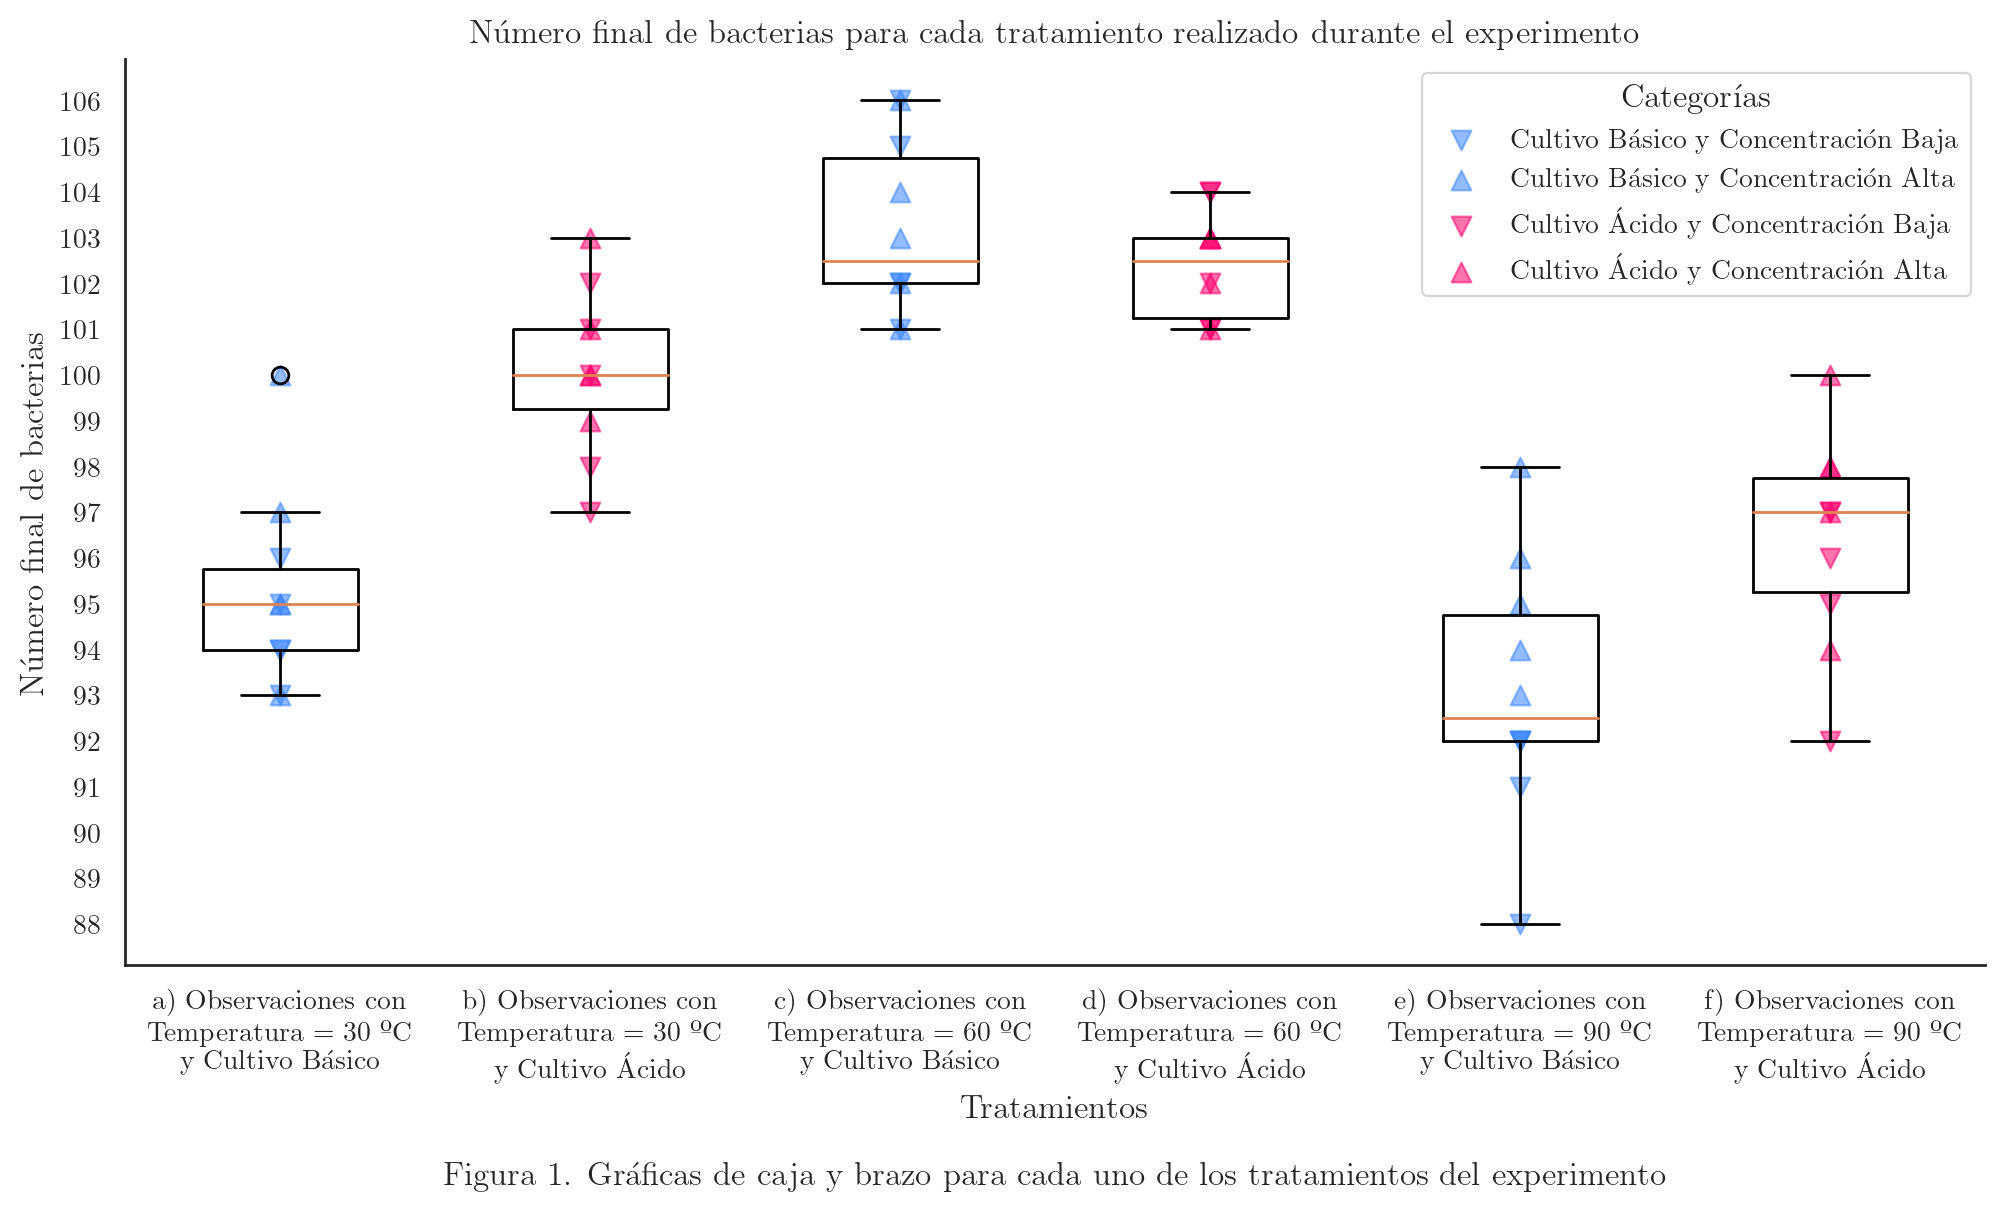 Número final de bacterias para cada tratamiento realizado durante el experimento
Número final de bacterias
106
105
104
103
102
101
100
99
98
97
96
95
94
93
92
91
90
89
88
Categorías
Cultivo Básico y Concentración Baja
Cultivo Básico y Concentración Alta
Cultivo Ácido y Concentración Baja
Cultivo Ácido y Concentración Alta
a) Observaciones con
Temperatura = 30 ºC
y Cultivo Básico
b) Observaciones con
Temperatura = 30 ºC
y Cultivo Ácido
c) Observaciones con
Temperatura = 60 ºC
y Cultivo Básico
d) Observaciones con
Temperatura = 60 ºC
y Cultivo Ácido
e) Observaciones con
Temperatura = 90 ºC
y Cultivo Básico
f) Observaciones con
Temperatura = 90 ºC
y Cultivo Ácido
Tratamientos
Figura 1. Gráficas de caja y brazo para cada uno de los tratamientos del experimento